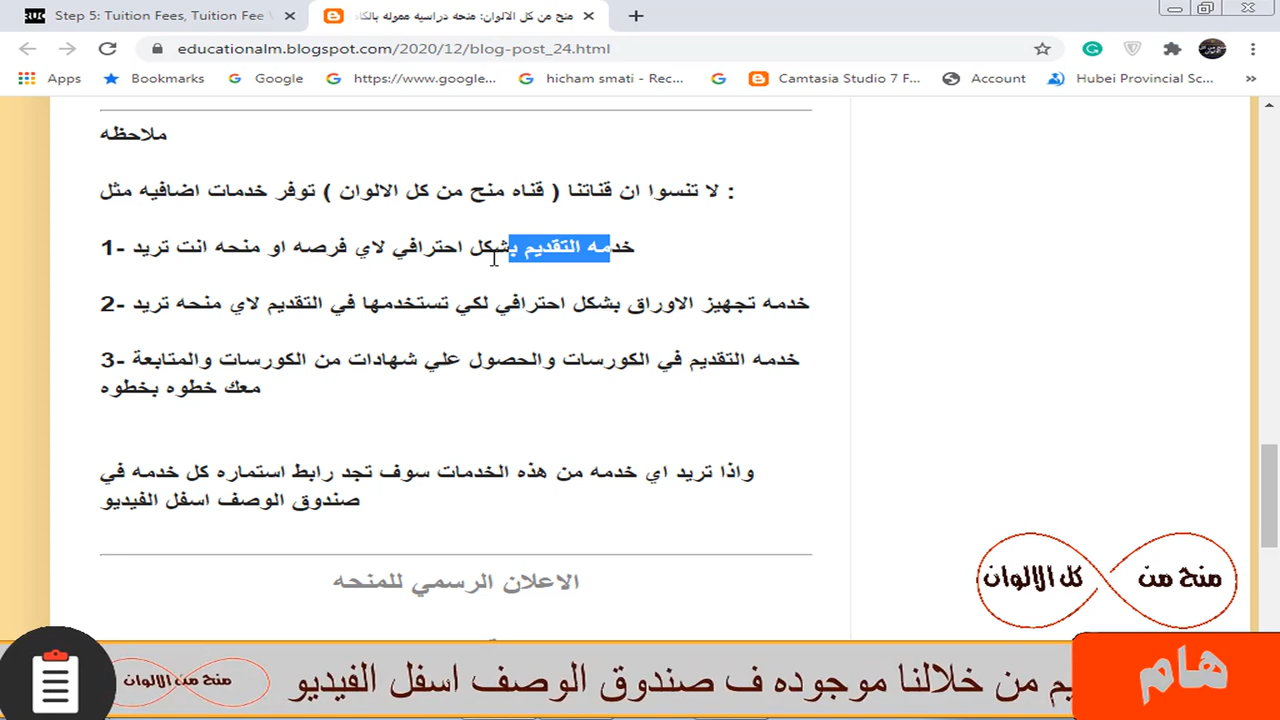 Step 5: Tuition Fees, Tuition Fee
منح من كل الالوان: منحه دراسيه مموله بالكا
educationalm.blogspot.com/2020/12/blog-post_24.html
Apps
Bookmarks
Google
https://www.google...
hicham smati - Rec...
Camtasia Studio 7 F...
Account
Hubei Provincial Sc...
»
ملاحظه
لا تنسوا ان قناتنا ( قناه منح من كل الالوان ) توفر خدمات اضافيه مثل :
1- خدمه التقديم بشكل احترافي لاي فرصه او منحه انت تريد
2- خدمه تجهيز الاوراق بشكل احترافي لكي تستخدمها في التقديم لاي منحه تريد
3- خدمه التقديم في الكورسات والحصول علي شهادات من الكورسات والمتابعة
معك خطوه بخطوه
واذا تريد اي خدمه من هذه الخدمات سوف تجد رابط استماره كل خدمه في
صندوق الوصف اسفل الفيديو
الاعلان الرسمي للمنحه
منح من كل الالوان
هام
يم من خلالنا موجوده ف صندوق الوصف اسفل الفيديو